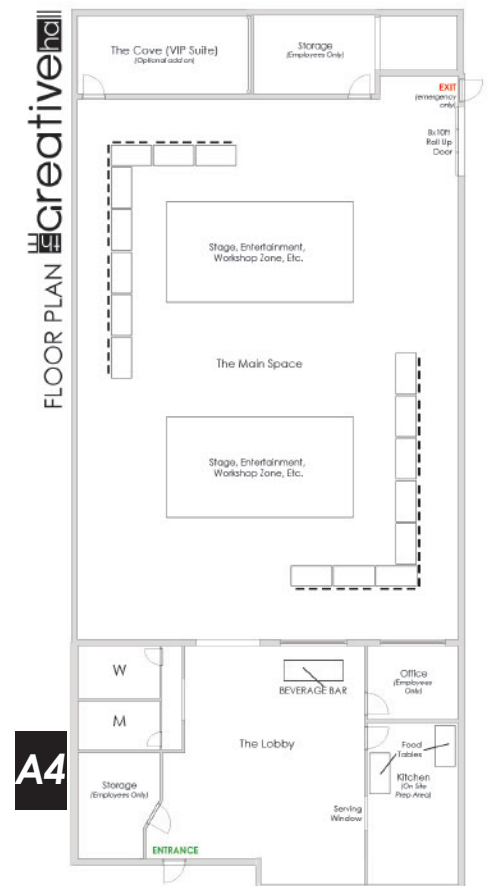 FLOOR PLAN THE creative hall
The Cove (VIP Suite)
(Optional add on)
Storage
(Employees Only)
EXIT
(emergency
only)
8x10ft
Roll Up
Door
Stage, Entertainment,
Workshop Zone, Etc.
The Main Space
Stage, Entertainment,
Workshop Zone, Etc.
W
M
BEVERAGE BAR
Office
(Employees
Only)
The Lobby
Food
Tables
Kitchen
(On Site
Prep Area)
A4
Storage
(Employees Only)
Serving
Window
ENTRANCE